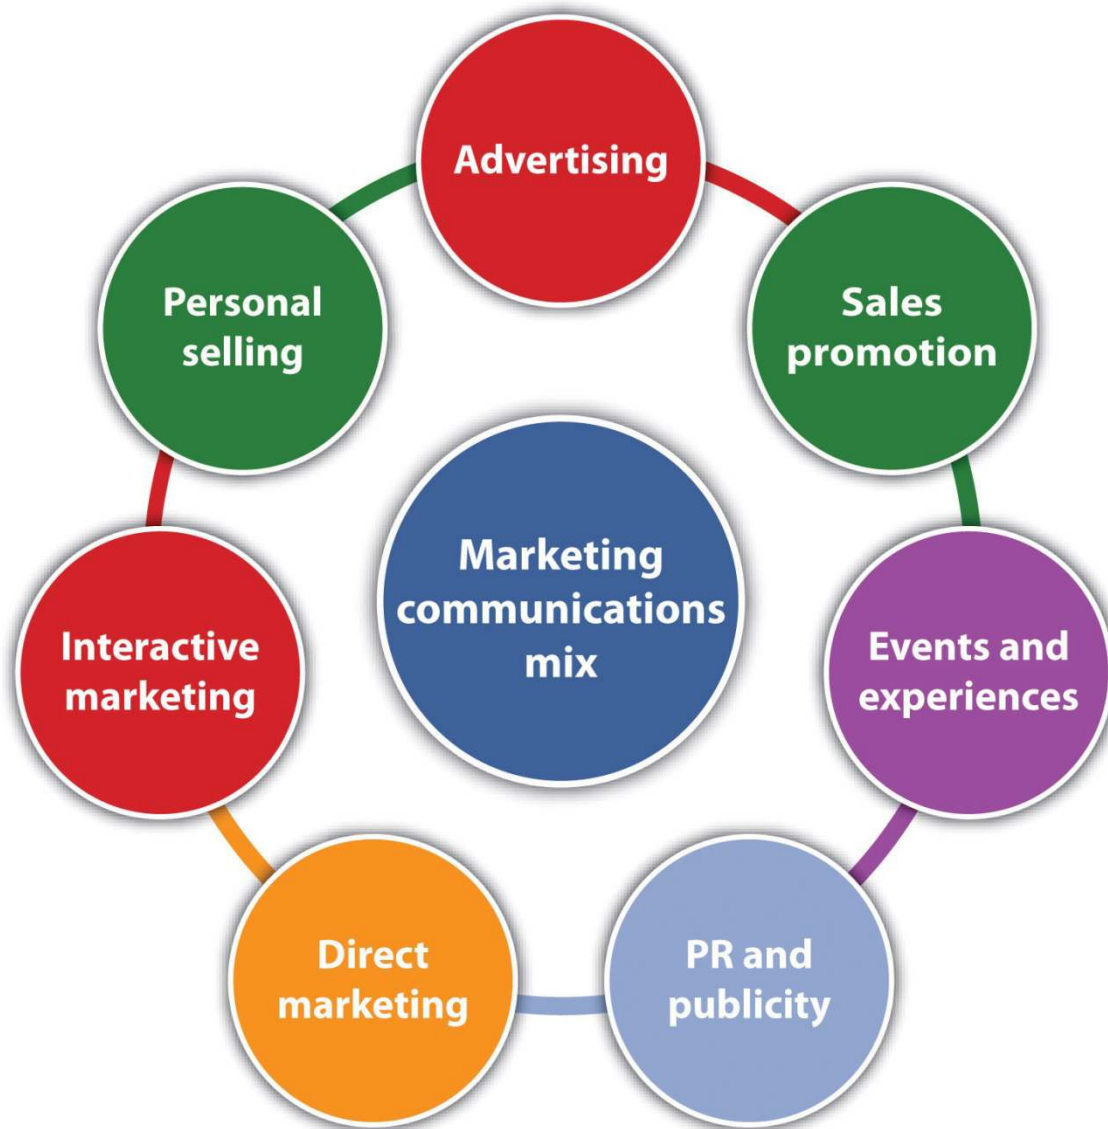 Advertising
Sales
promotion
Events and
experiences
PR and
publicity
Direct
marketing
Interactive
marketing
Personal
selling
Marketing
communications
mix